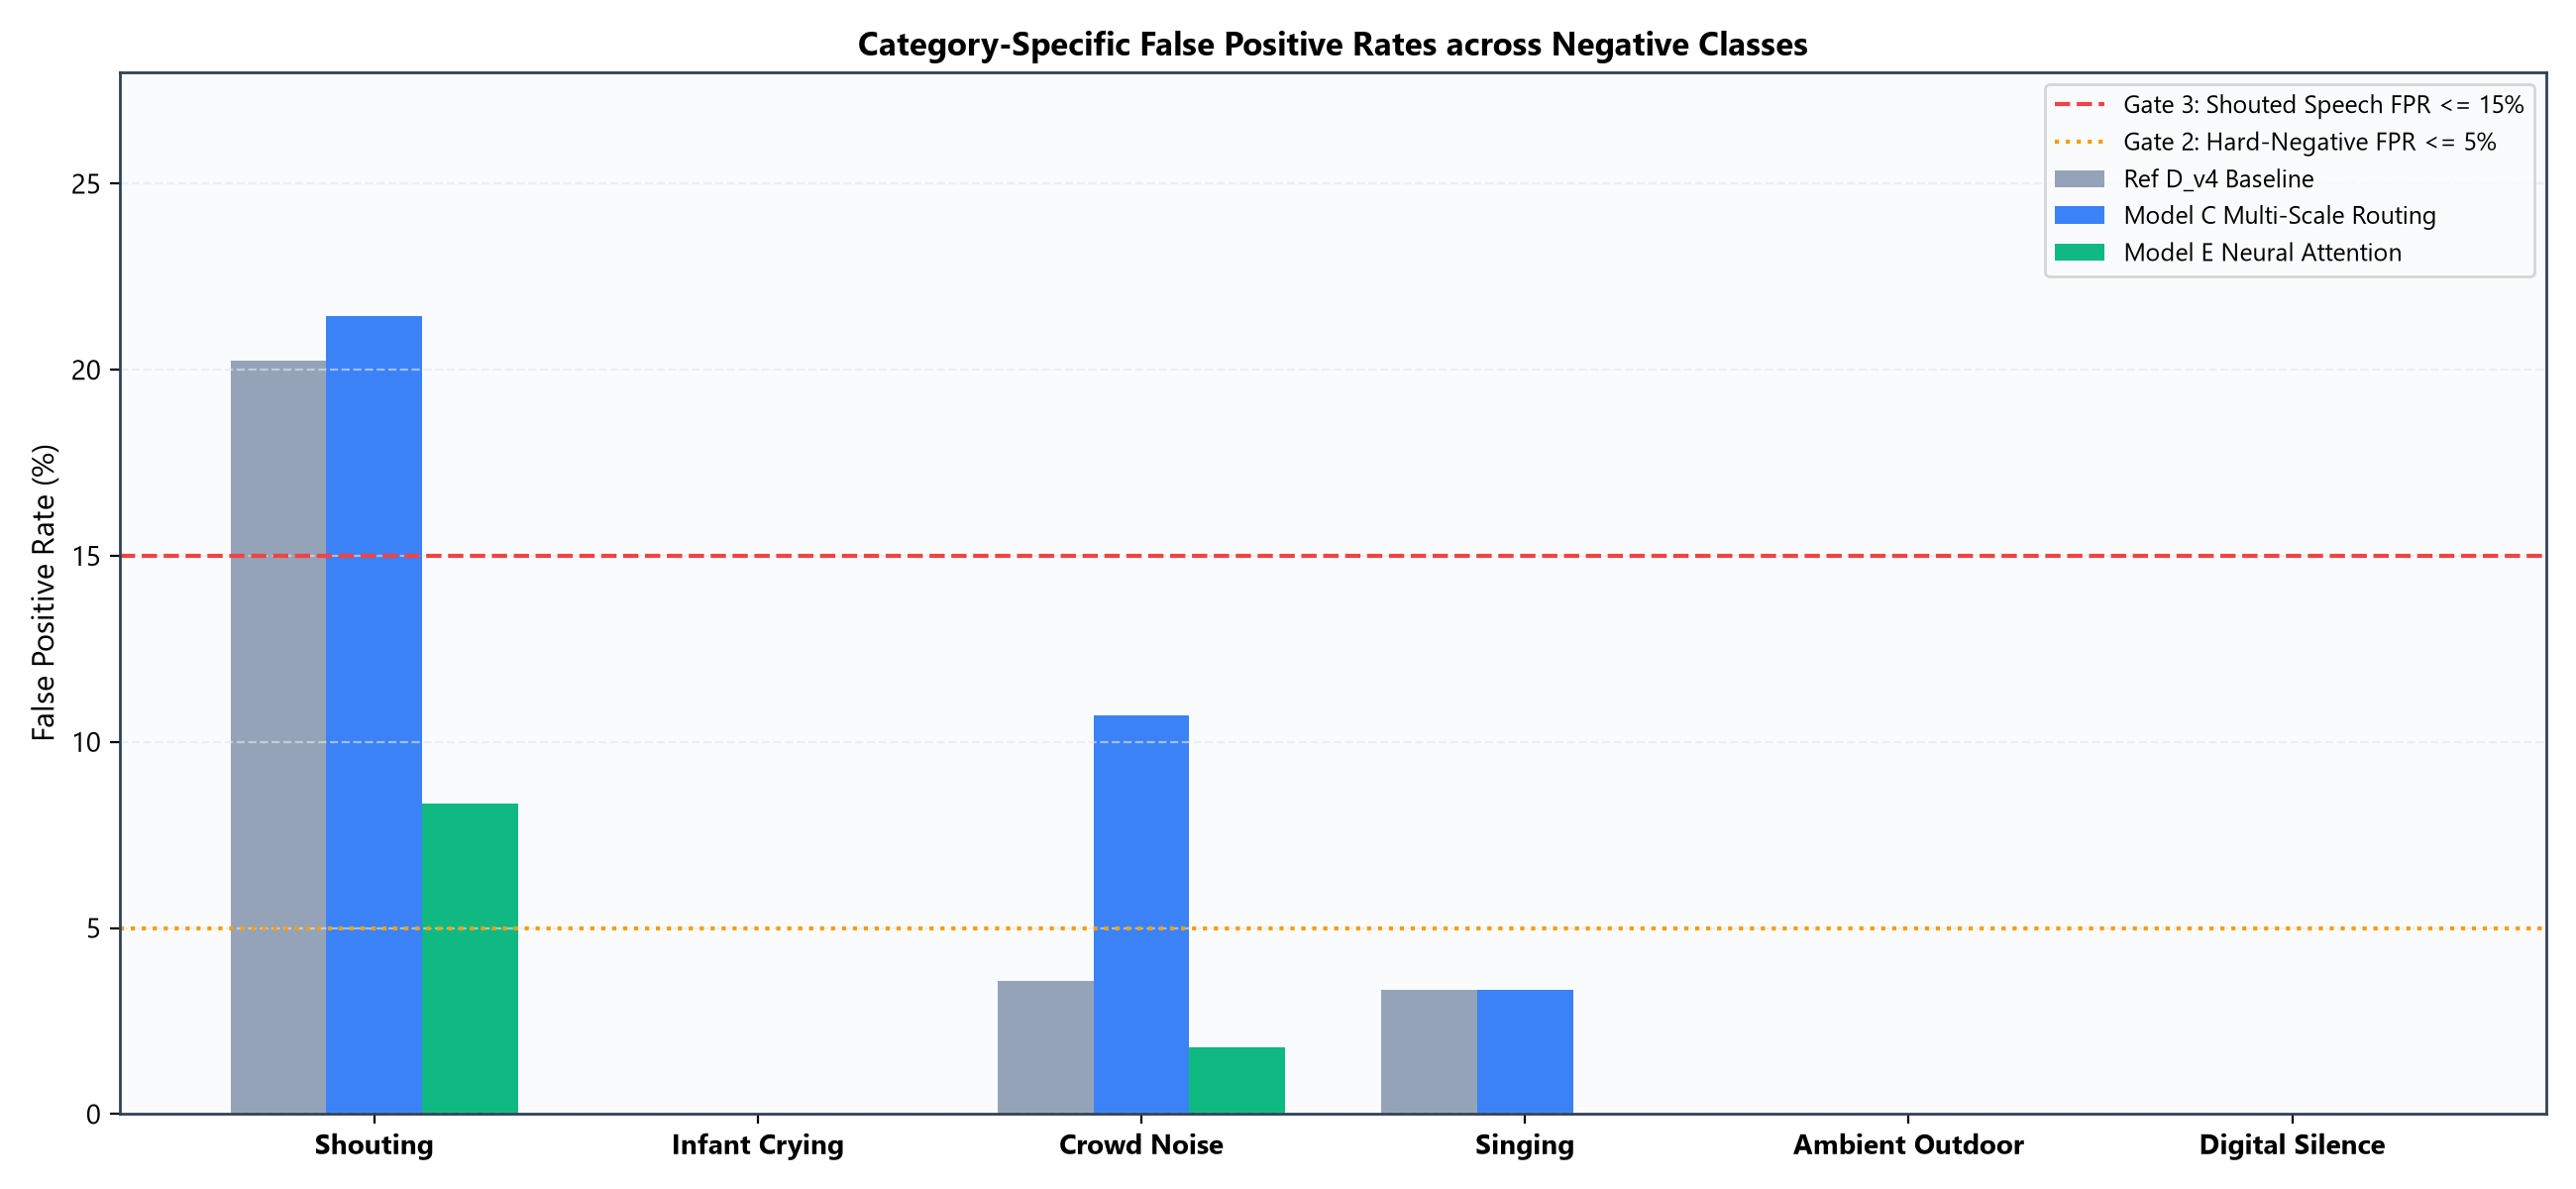 Category-Specific False Positive Rates across Negative Classes
Gate 3: Shouted Speech FPR <= 15%
Gate 2: Hard-Negative FPR <= 5%
Ref D_v4 Baseline
Model C Multi-Scale Routing
Model E Neural Attention
False Positive Rate (%)
25
20
15
10
5
0
Shouting
Infant Crying
Crowd Noise
Singing
Ambient Outdoor
Digital Silence